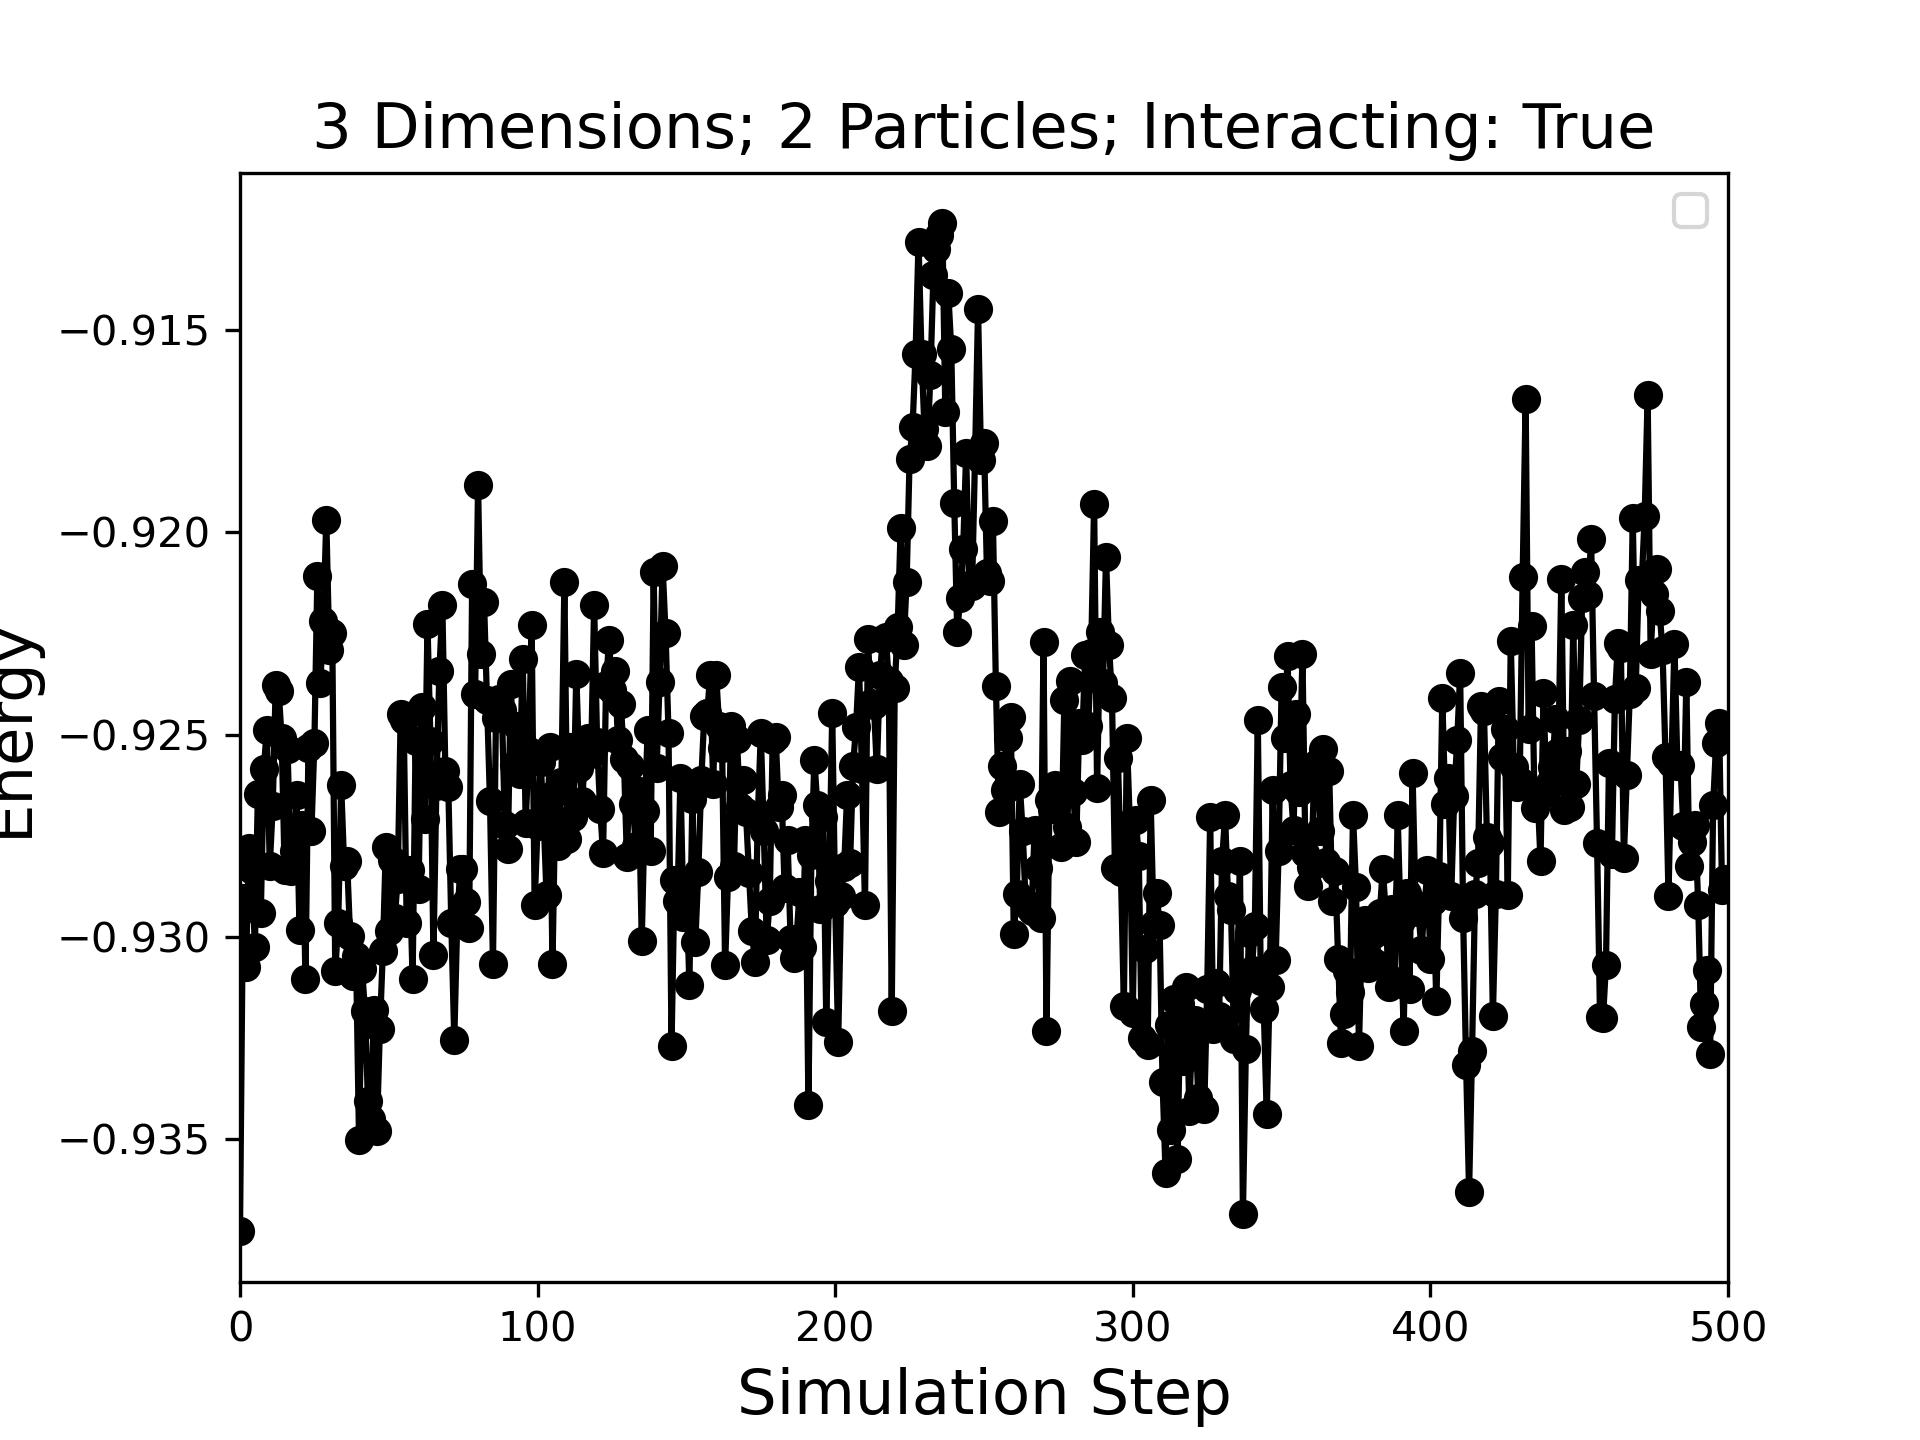 3 Dimensions; 2 Particles; Interacting: True
Energy
−0.915
−0.920
−0.925
−0.930
−0.935
0 100 200 300 400 500
Simulation Step